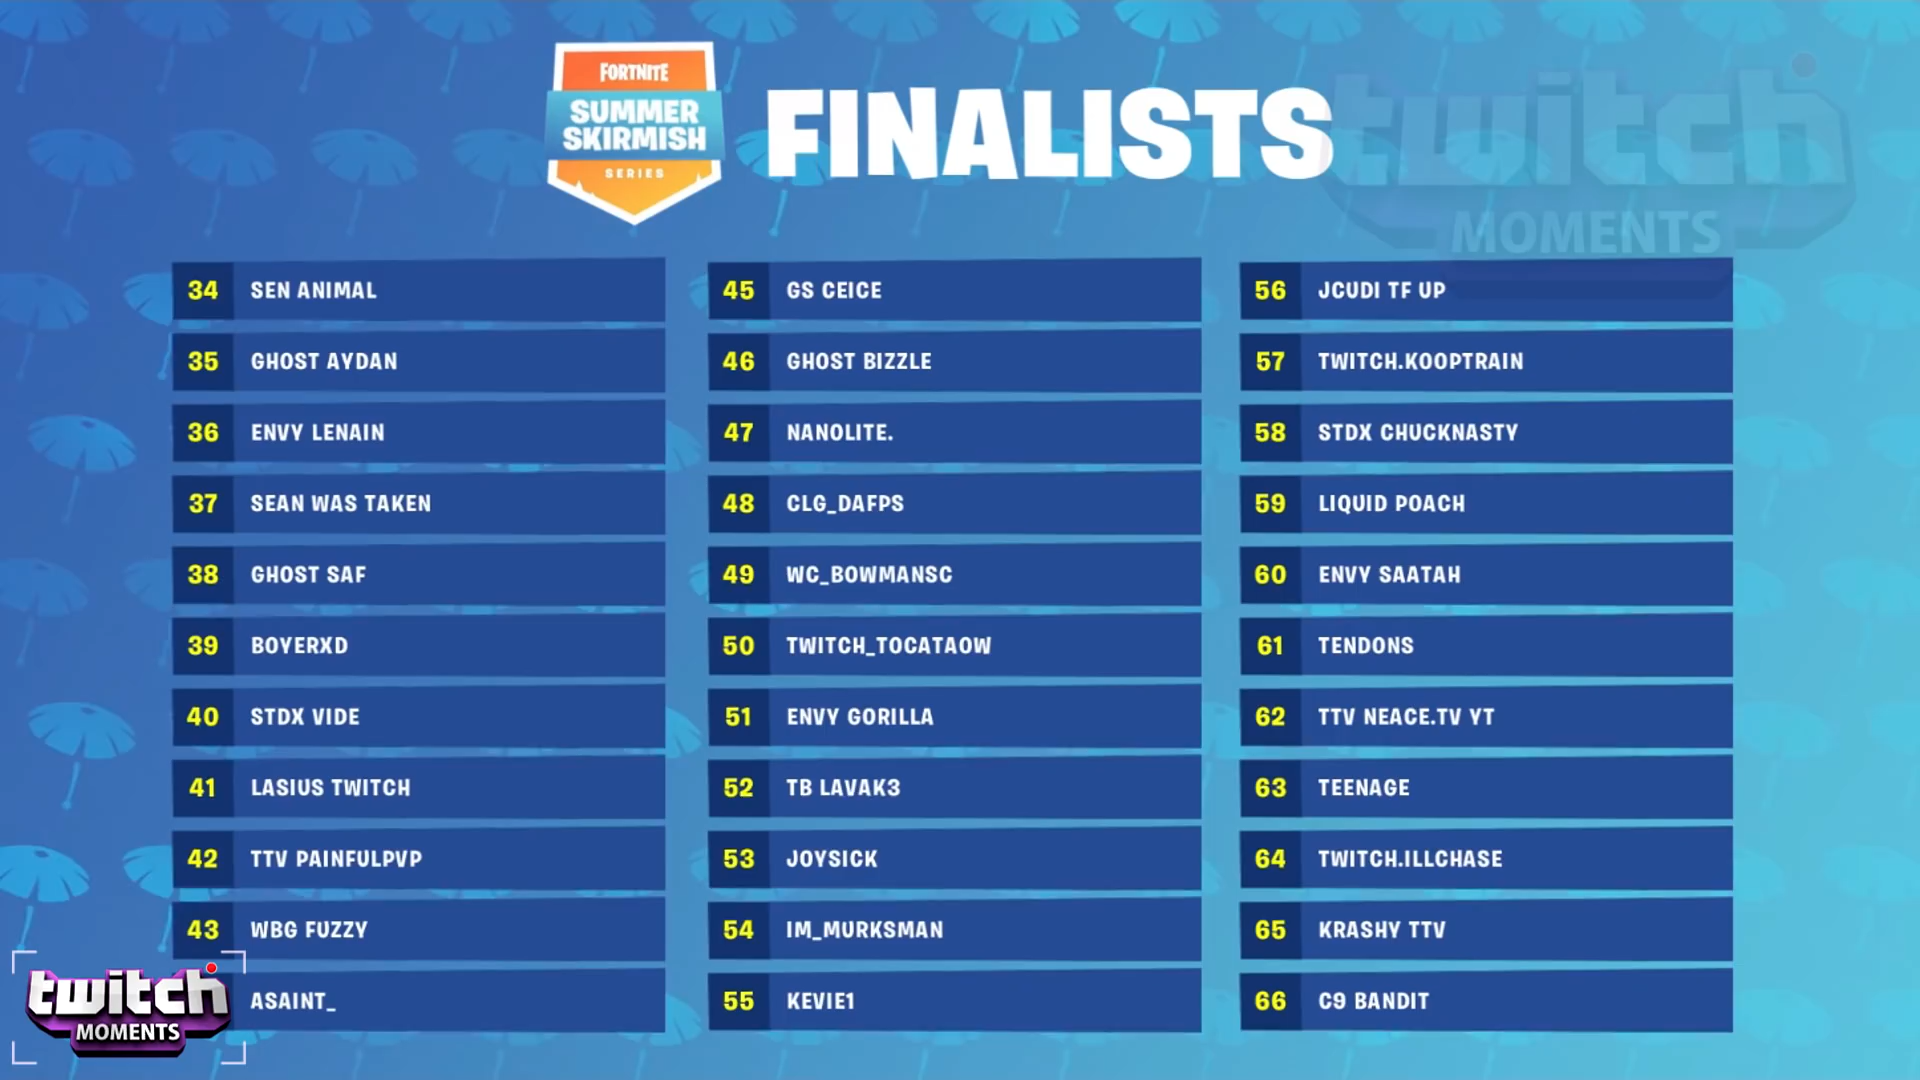 FORTNITE
SUMMER
SKIRMISH
SERIES
FINALISTS
twitch
MOMENTS
34 SEN ANIMAL
35 GHOST AYDAN
36 ENVY LENAIN
37 SEAN WAS TAKEN
38 GHOST SAF
39 BOYERXD
40 STDX VIDE
41 LASIUS TWITCH
42 TTV PAINFULPVP
43 WBG FUZZY
ASAINT_
45 GS CEICE
46 GHOST BIZZLE
47 NANOLITE.
48 CLG_DAFPS
49 WC_BOWMANSC
50 TWITCH_TOCATAOW
51 ENVY GORILLA
52 TB LAVAK3
53 JOYSICK
54 IM_MURKSMAN
55 KEVIE1
56 JCUDI TF UP
57 TWITCH.KOOPTRAIN
58 STDX CHUCKNASTY
59 LIQUID POACH
60 ENVY SAATAH
61 TENDONS
62 TTV NEACE.TV YT
63 TEENAGE
64 TWITCH.ILLCHASE
65 KRASHY TTV
66 C9 BANDIT
twitch
MOMENTS